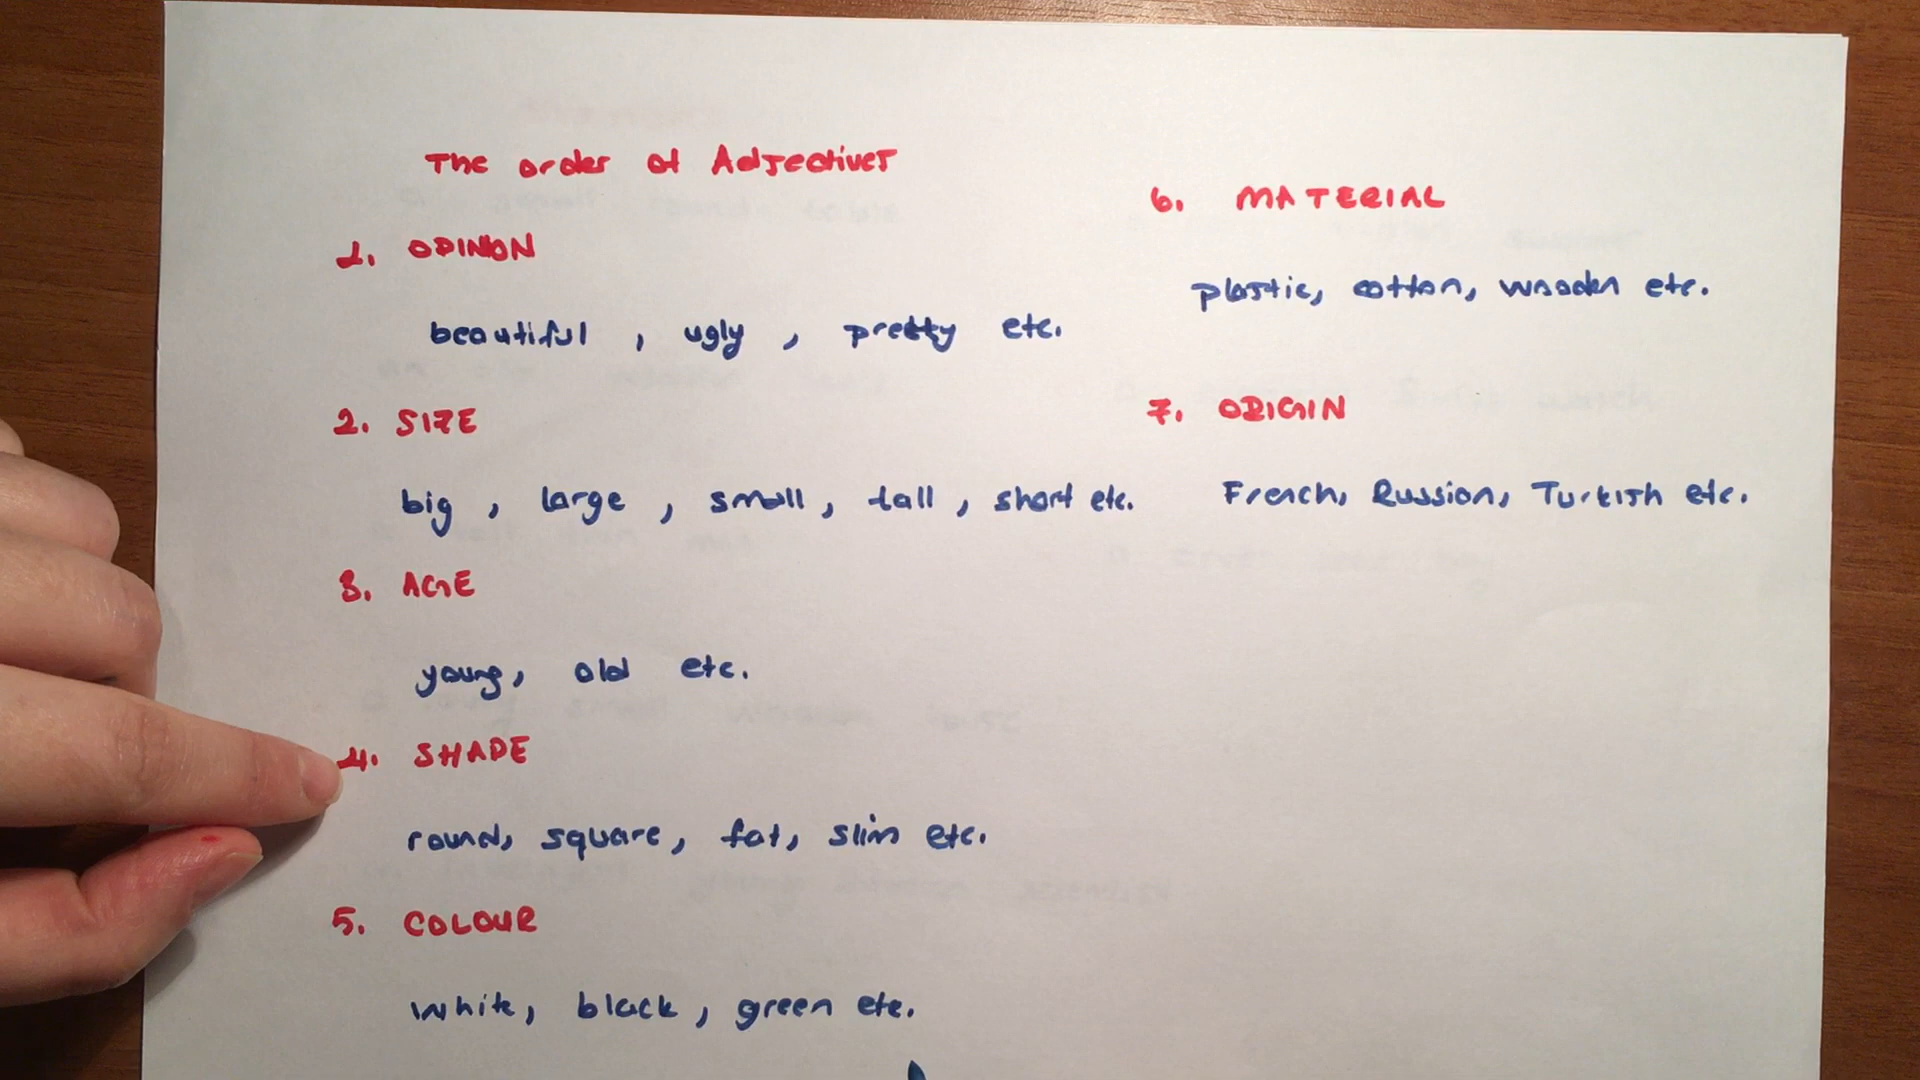 The order of Adjectives
1. OPINION
beautiful , ugly , pretty etc.
2. SIZE
big , large , small , tall , short etc.
3. AGE
young, old etc.
4. SHAPE
round, square, fat, slim etc.
5. COLOUR
white, black , green etc.
6. MATERIAL
plastic, cotton, wooden etc.
7. ORIGIN
French, Russian, Turkish etc.